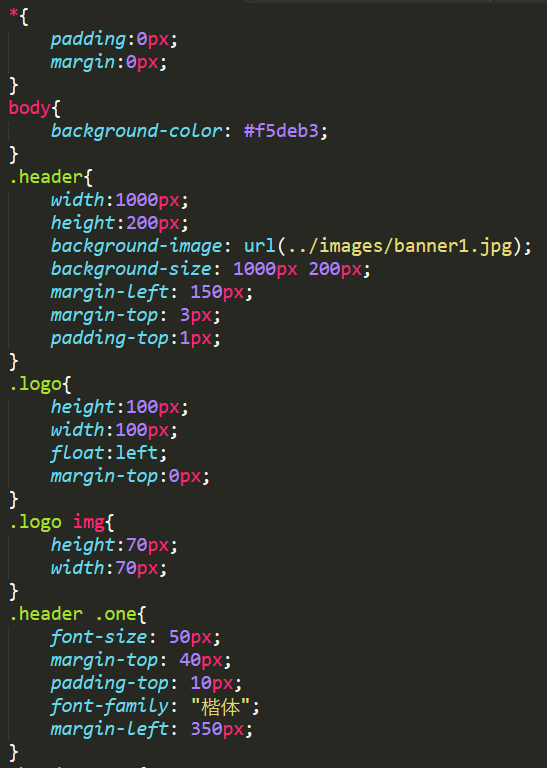 *{
    padding:0px;
    margin:0px;
}
body{
    background-color: #f5deb3;
}
.header{
    width:1000px;
    height:200px;
    background-image: url(../images/banner1.jpg);
    background-size: 1000px 200px;
    margin-left: 150px;
    margin-top: 3px;
    padding-top:1px;
}
.logo{
    height:100px;
    width:100px;
    float:left;
    margin-top:0px;
}
.logo img{
    height:70px;
    width:70px;
}
.header .one{
    font-size: 50px;
    margin-top: 40px;
    padding-top: 10px;
    font-family: "楷体";
    margin-left: 350px;
}